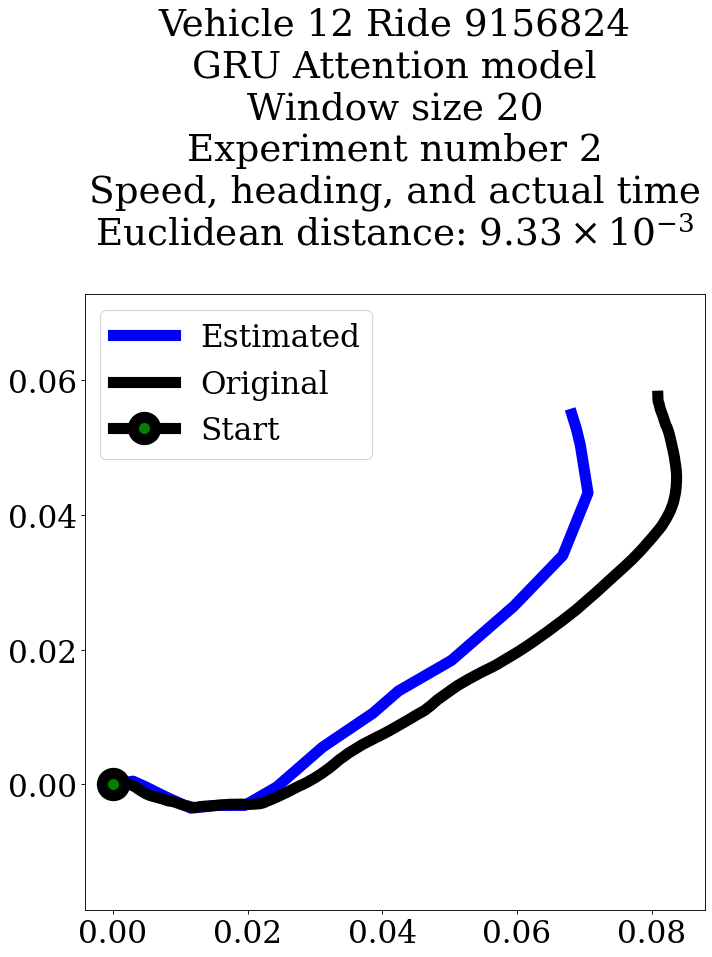 Vehicle 12 Ride 9156824
GRU Attention model
Window size 20
Experiment number 2
Speed, heading, and actual time
Euclidean distance: 9.33 × 10⁻³
Estimated
Original
Start
0.06
0.04
0.02
0.00
0.00 0.02 0.04 0.06 0.08